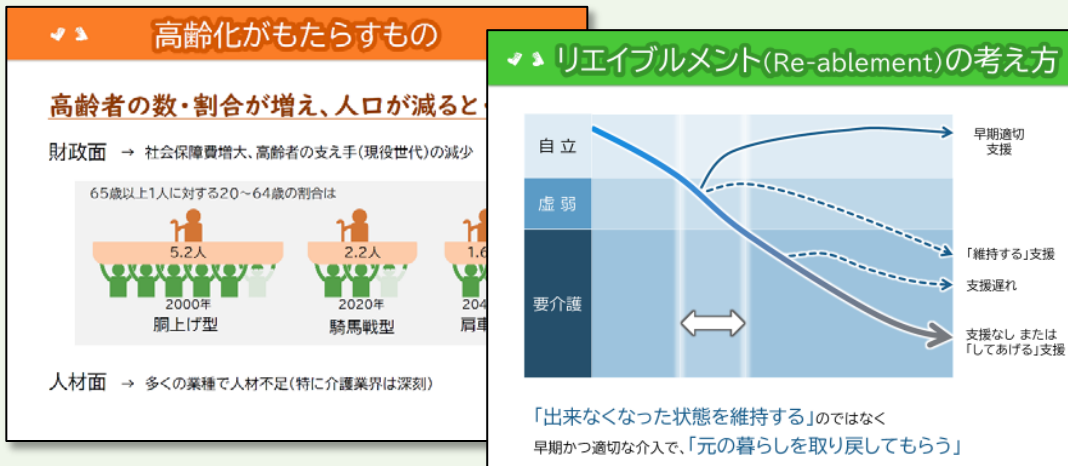 高齢化がもたらすもの
高齢者の数・割合が増え、人口が減ると
財政面 → 社会保障費増大、高齢者の支え手(現役世代)の減少
65歳以上1人に対する20～64歳の割合は
5.2人
2.2人
1.6
2000年
2020年
204
胴上げ型
騎馬戦型
肩車
人材面 → 多くの業種で人材不足(特に介護業界は深刻)
リエイブルメント(Re-ablement)の考え方
自立
虚弱
要介護
早期適切
支援
「維持する」支援
支援遅れ
支援なし または
「してあげる」支援
「出来なくなった状態を維持する」のではなく
早期かつ適切な介入で、「元の暮らしを取り戻してもらう」